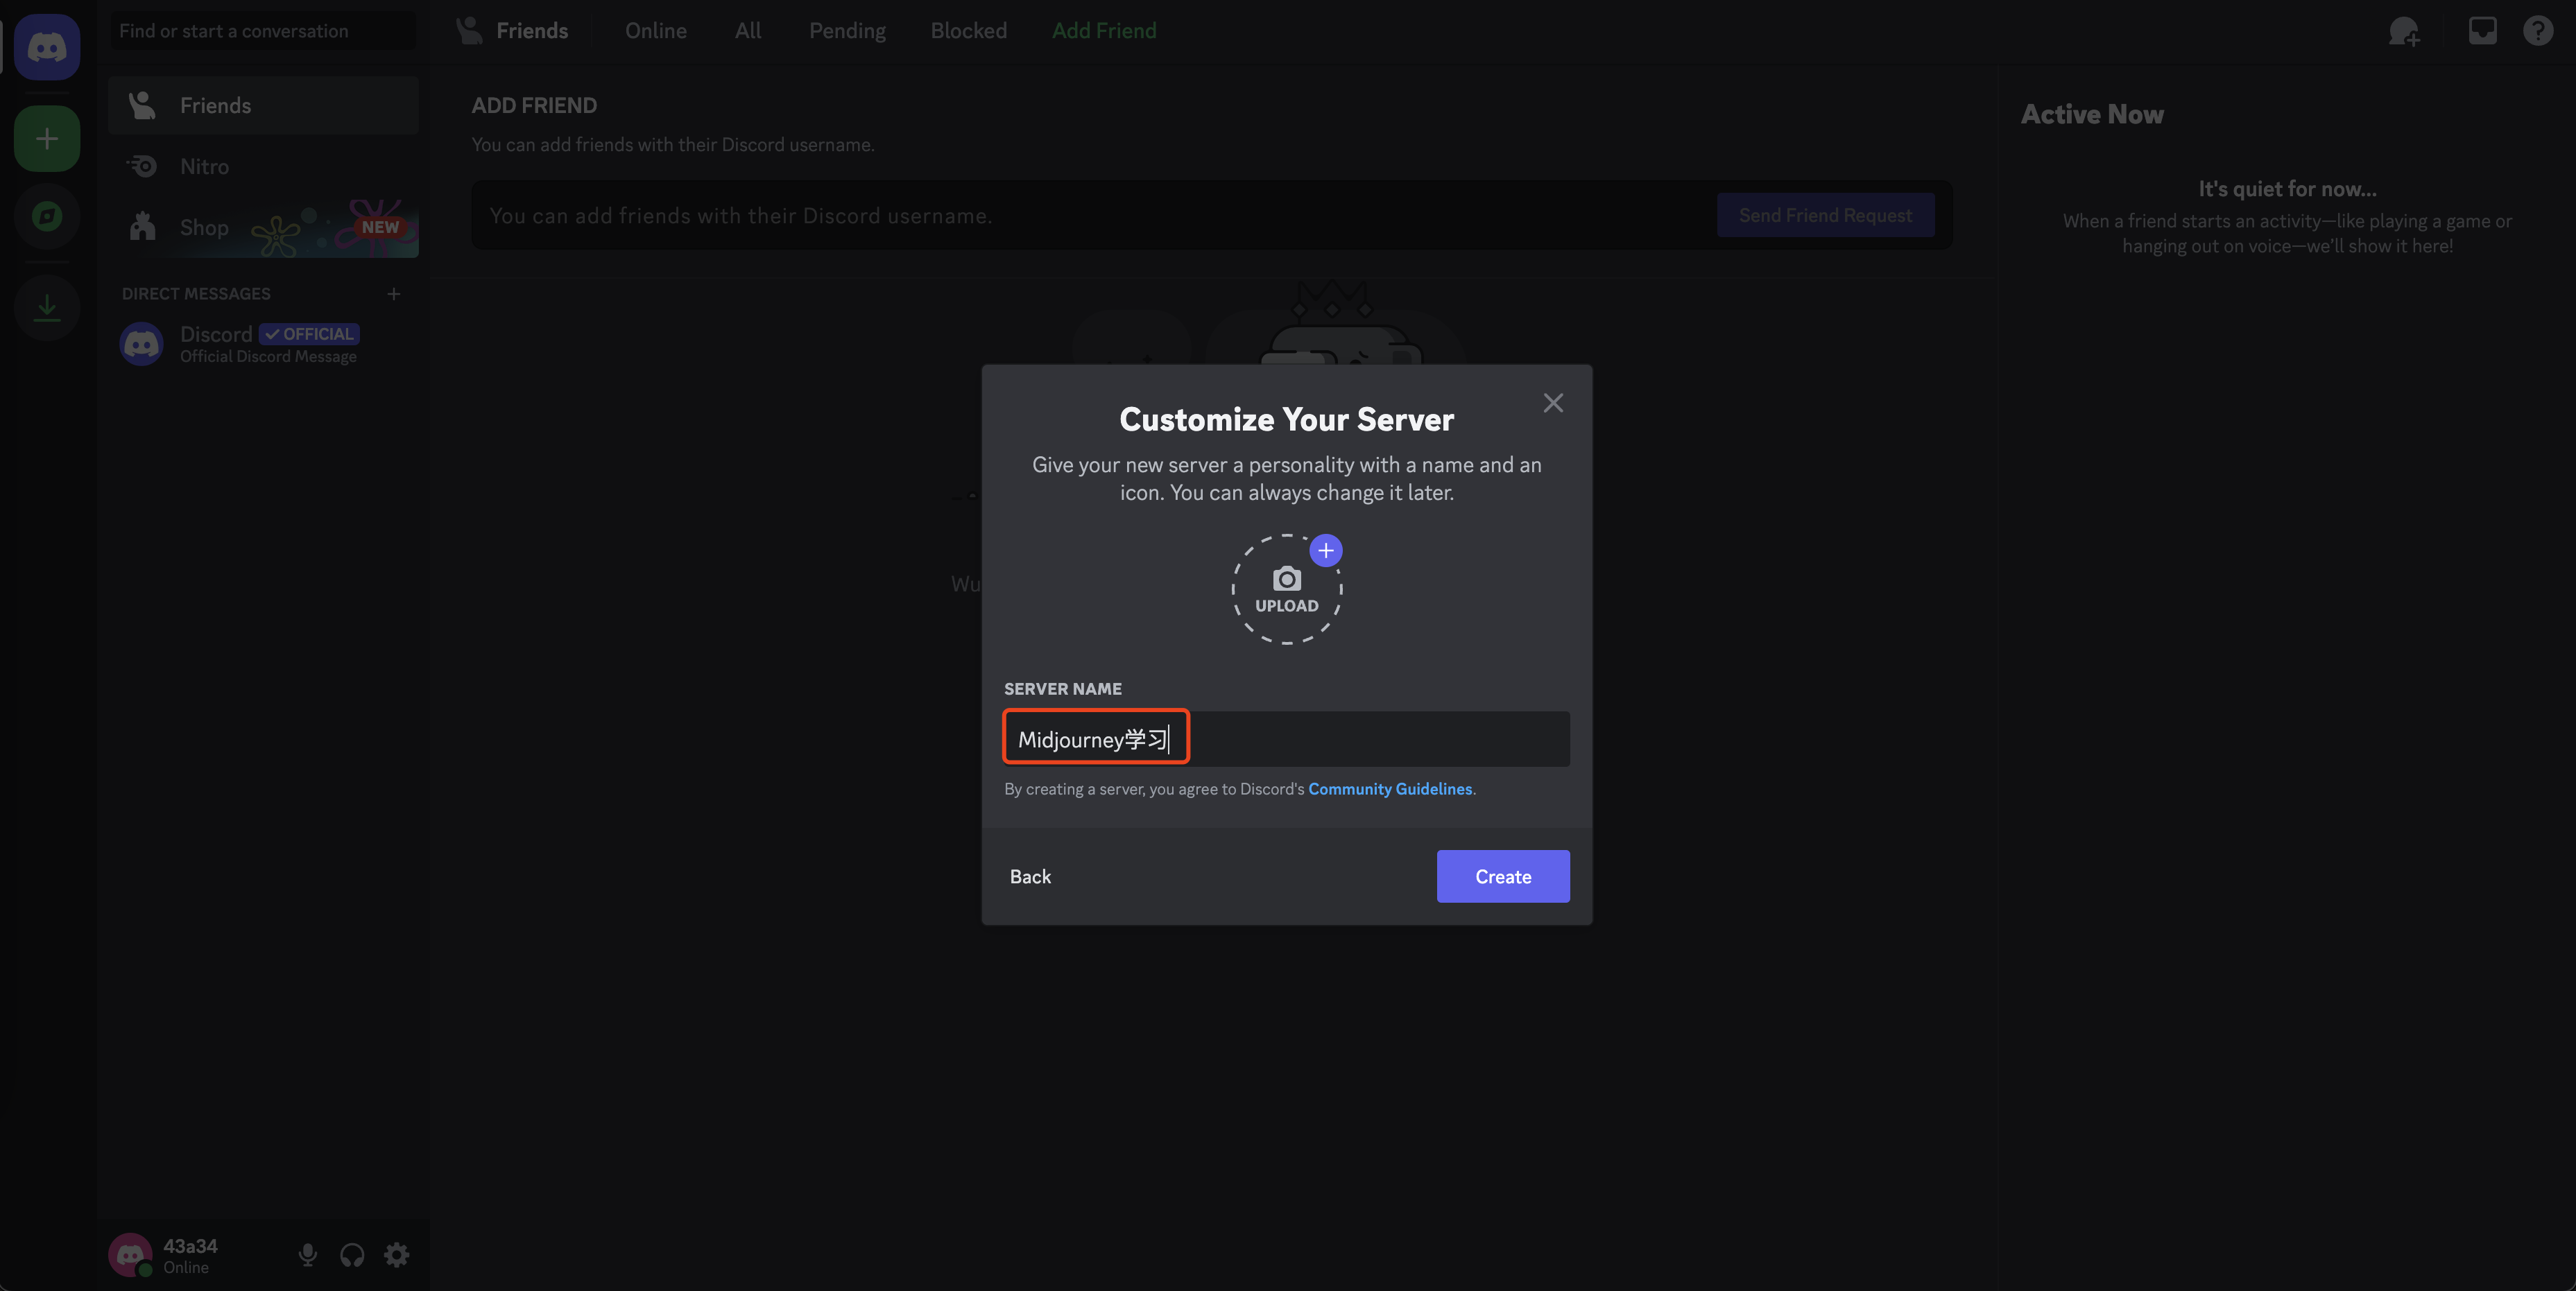 Find or start a conversation
Friends
Online
All
Pending
Blocked
Add Friend
Friends
Nitro
Shop
NEW
DIRECT MESSAGES
Discord
OFFICIAL
Official Discord Message
ADD FRIEND
You can add friends with their Discord username.
You can add friends with their Discord username.
Send Friend Request
Wu
Active Now
It's quiet for now...
When a friend starts an activity—like playing a game or
hanging out on voice—we'll show it here!
Customize Your Server
Give your new server a personality with a name and an
icon. You can always change it later.
UPLOAD
SERVER NAME
Midjourney学习
By creating a server, you agree to Discord's Community Guidelines.
Back
Create
43a34
Online